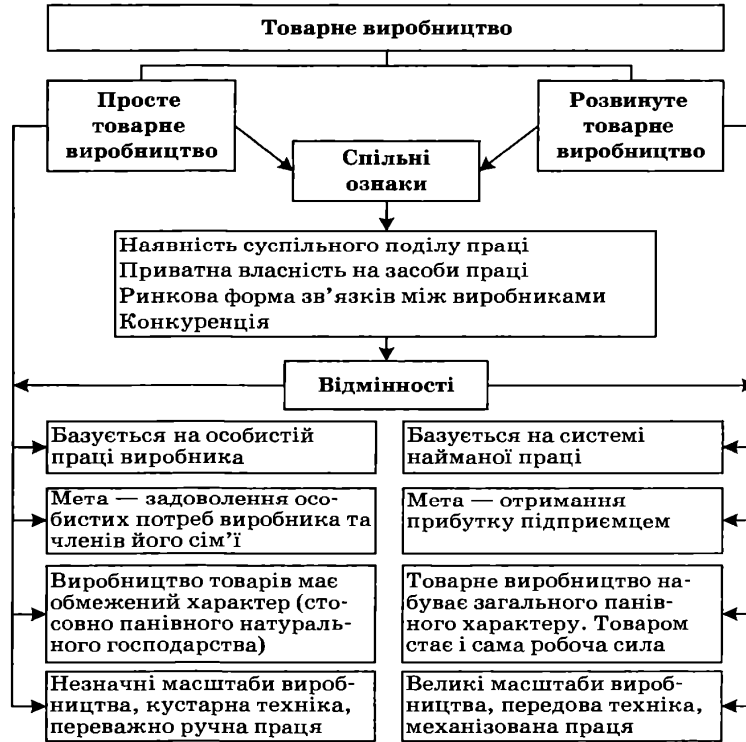 Товарне виробництво
Просте
товарне
виробництво
Розвинуте
товарне
виробництво
Спільні
ознаки
Наявність суспільного поділу праці
Приватна власність на засоби праці
Ринкова форма зв’язків між виробниками
Конкуренція
Відмінності
Базується на особистій
праці виробника
Базується на системі
найманої праці
Мета — задоволення осо-
бистих потреб виробника та
членів його сім’ї
Мета — отримання
прибутку підприємцем
Виробництво товарів має
обмежений характер (сто-
совно панівного натураль-
ного господарства)
Товарне виробництво на-
буває загального панів-
ного характеру. Товаром
стає і сама робоча сила
Незначні масштаби вироб-
ництва, кустарна техніка,
переважно ручна праця
Великі масштаби вироб-
ництва, передова техніка,
механізована праця